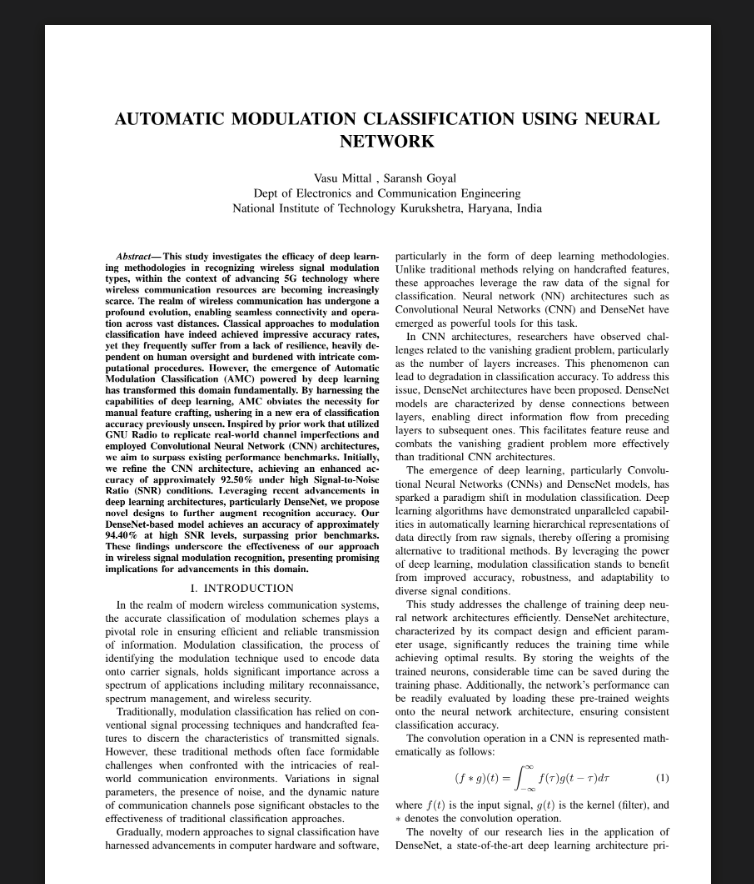 AUTOMATIC MODULATION CLASSIFICATION USING NEURAL
NETWORK
Vasu Mittal , Saransh Goyal
Dept of Electronics and Communication Engineering
National Institute of Technology Kurukshetra, Haryana, India
Abstract—This study investigates the efficacy of deep learn-
ing methodologies in recognizing wireless signal modulation
types, within the context of advancing 5G technology where
wireless communication resources are becoming increasingly
scarce. The realm of wireless communication has undergone a
profound evolution, enabling seamless connectivity and opera-
tion across vast distances. Classical approaches to modulation
classification have indeed achieved impressive accuracy rates,
yet they frequently suffer from a lack of resilience, heavily de-
pendent on human oversight and burdened with intricate com-
putational procedures. However, the emergence of Automatic
Modulation Classification (AMC) powered by deep learning
has transformed this domain fundamentally. By harnessing the
capabilities of deep learning, AMC obviates the necessity for
manual feature crafting, ushering in a new era of classification
accuracy previously unseen. Inspired by prior work that utilized
GNU Radio to replicate real-world channel imperfections and
employed Convolutional Neural Network (CNN) architectures,
we aim to surpass existing performance benchmarks. Initially,
we refine the CNN architecture, achieving an enhanced ac-
curacy of approximately 92.50% under high Signal-to-Noise
Ratio (SNR) conditions. Leveraging recent advancements in
deep learning architectures, particularly DenseNet, we propose
novel designs to further augment recognition accuracy. Our
DenseNet-based model achieves an accuracy of approximately
94.40% at high SNR levels, surpassing prior benchmarks.
These findings underscore the effectiveness of our approach
in wireless signal modulation recognition, presenting promising
implications for advancements in this domain.
I. INTRODUCTION
In the realm of modern wireless communication systems,
the accurate classification of modulation schemes plays a
pivotal role in ensuring efficient and reliable transmission
of information. Modulation classification, the process of
identifying the modulation technique used to encode data
onto carrier signals, holds significant importance across a
spectrum of applications including military reconnaissance,
spectrum management, and wireless security.
Traditionally, modulation classification has relied on con-
ventional signal processing techniques and handcrafted fea-
tures to discern the characteristics of transmitted signals.
However, these traditional methods often face formidable
challenges when confronted with the intricacies of real-
world communication environments. Variations in signal
parameters, the presence of noise, and the dynamic nature
of communication channels pose significant obstacles to the
effectiveness of traditional classification approaches.
Gradually, modern approaches to signal classification have
harnessed advancements in computer hardware and software,
particularly in the form of deep learning methodologies.
Unlike traditional methods relying on handcrafted features,
these approaches leverage the raw data of the signal for
classification. Neural network (NN) architectures such as
Convolutional Neural Networks (CNN) and DenseNet have
emerged as powerful tools for this task.
In CNN architectures, researchers have observed chal-
lenges related to the vanishing gradient problem, particularly
as the number of layers increases. This phenomenon can
lead to degradation in classification accuracy. To address this
issue, DenseNet architectures have been proposed. DenseNet
models are characterized by dense connections between
layers, enabling direct information flow from preceding
layers to subsequent ones. This facilitates feature reuse and
combats the vanishing gradient problem more effectively
than traditional CNN architectures.
The emergence of deep learning, particularly Convolu-
tional Neural Networks (CNNs) and DenseNet models, has
sparked a paradigm shift in modulation classification. Deep
learning algorithms have demonstrated unparalleled capabil-
ities in automatically learning hierarchical representations of
data directly from raw signals, thereby offering a promising
alternative to traditional methods. By leveraging the power
of deep learning, modulation classification stands to benefit
from improved accuracy, robustness, and adaptability to
diverse signal conditions.
This study addresses the challenge of training deep neu-
ral network architectures efficiently. DenseNet architecture,
characterized by its compact design and efficient param-
eter usage, significantly reduces the training time while
achieving optimal results. By storing the weights of the
trained neurons, considerable time can be saved during the
training phase. Additionally, the network's performance can
be readily evaluated by loading these pre-trained weights
onto the neural network architecture, ensuring consistent
classification accuracy.
The convolution operation in a CNN is represented math-
ematically as follows:
(f ∗ g)(t) = ∫_{−∞}^{∞} f(τ)g(t − τ)dτ (1)
where f(t) is the input signal, g(t) is the kernel (filter), and
∗ denotes the convolution operation.
The novelty of our research lies in the application of
DenseNet, a state-of-the-art deep learning architecture pri-